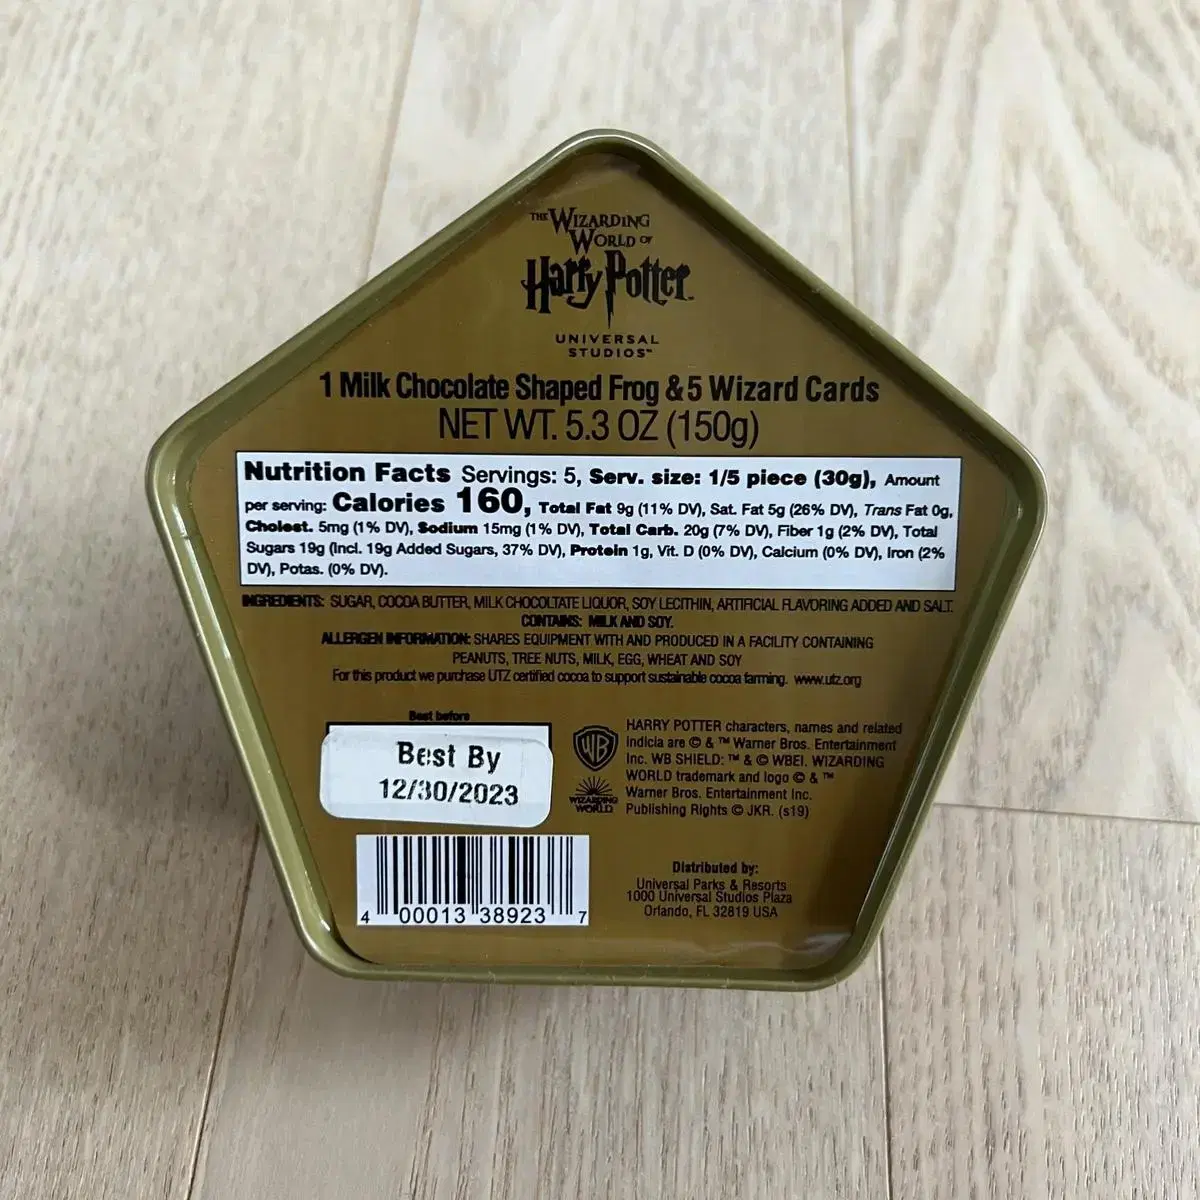 THE WIZARDING
WORLD OF
Harry Potter™
UNIVERSAL
STUDIOS™
1 Milk Chocolate Shaped Frog & 5 Wizard Cards
NET WT. 5.3 OZ (150g)
Nutrition Facts Servings: 5, Serv. size: 1/5 piece (30g), Amount
per serving: Calories 160, Total Fat 9g (11% DV), Sat. Fat 5g (26% DV), Trans Fat 0g,
Cholest. 5mg (1% DV), Sodium 15mg (1% DV), Total Carb. 20g (7% DV), Fiber 1g (2% DV), Total
Sugars 19g (Incl. 19g Added Sugars, 37% DV), Protein 1g, Vit. D (0% DV), Calcium (0% DV), Iron (2%
DV), Potas. (0% DV).
INGREDIENTS: SUGAR, COCOA BUTTER, MILK CHOCOLTATE LIQUOR, SOY LECITHIN, ARTIFICIAL FLAVORING ADDED AND SALT.
CONTAINS: MILK AND SOY.
ALLERGEN INFORMATION: SHARES EQUIPMENT WITH AND PRODUCED IN A FACILITY CONTAINING
PEANUTS, TREE NUTS, MILK, EGG, WHEAT AND SOY
For this product we purchase UTZ certified cocoa to support sustainable cocoa farming. www.utz.org
Best before
Best By
12/30/2023
WB
WIZARDING
WORLD
HARRY POTTER characters, names and related
indicia are © & ™ Warner Bros. Entertainment
Inc. WB SHIELD: ™ & © WBEI. WIZARDING
WORLD trademark and logo © & ™
Warner Bros. Entertainment Inc.
Publishing Rights © JKR. (s19)
4 00013 38923 7
Distributed by:
Universal Parks & Resorts
1000 Universal Studios Plaza
Orlando, FL 32819 USA